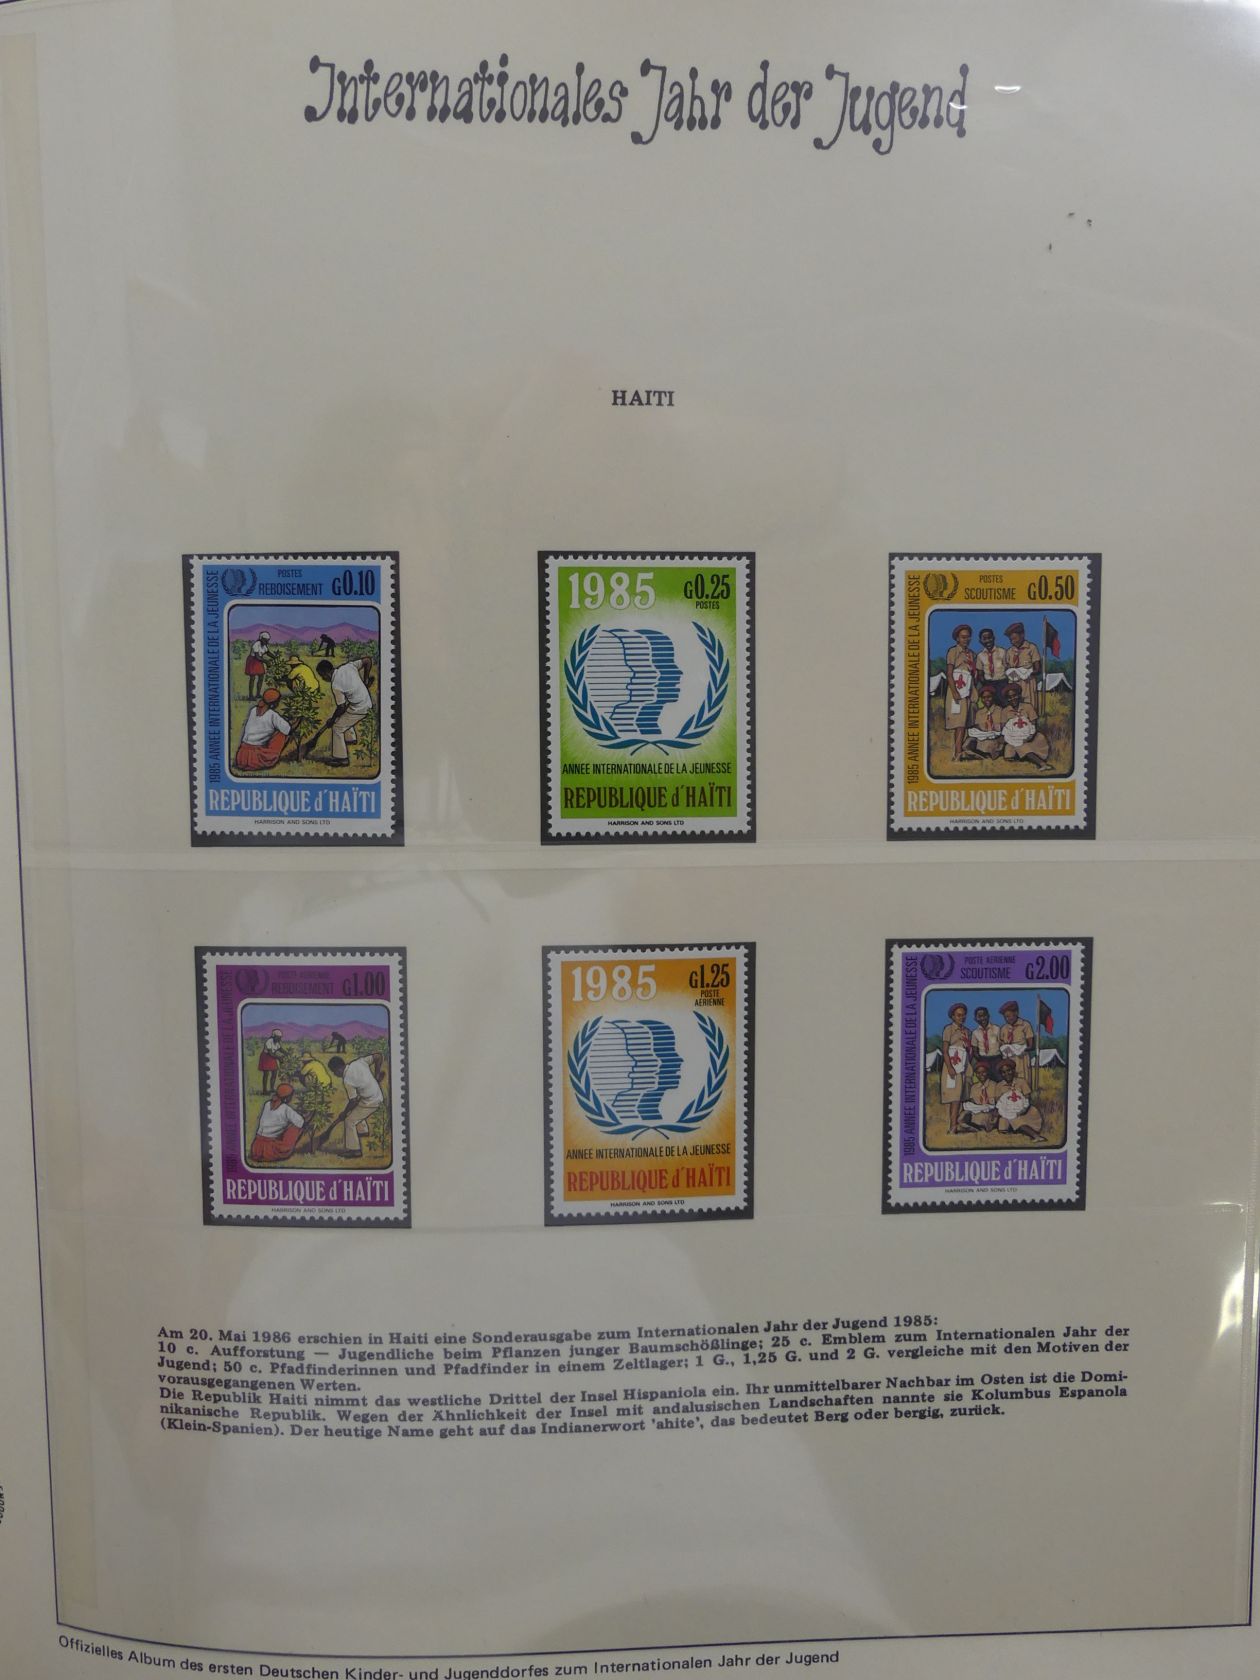 Internationales Jahr der Jugend
HAITI
1985 ANNEE INTERNATIONALE DE LA JEUNESSE
POSTES
REBOISEMENT G0.10
REPUBLIQUE d'HAÏTI
HARRISON AND SONS LTD
1985 G0.25
POSTES
ANNEE INTERNATIONALE DE LA JEUNESSE
REPUBLIQUE d'HAÏTI
HARRISON AND SONS LTD
1985 ANNEE INTERNATIONALE DE LA JEUNESSE
POSTES
SCOUTISME G0.50
REPUBLIQUE d'HAÏTI
HARRISON AND SONS LTD
1985 ANNEE INTERNATIONALE DE LA JEUNESSE
POSTE AERIENNE
REBOISEMENT G1.00
REPUBLIQUE d'HAÏTI
HARRISON AND SONS LTD
1985 G1.25
POSTE
AERIENNE
ANNEE INTERNATIONALE DE LA JEUNESSE
REPUBLIQUE d'HAÏTI
HARRISON AND SONS LTD
1985 ANNEE INTERNATIONALE DE LA JEUNESSE
POSTE AERIENNE
SCOUTISME G2.00
REPUBLIQUE d'HAÏTI
HARRISON AND SONS LTD
Am 20. Mai 1986 erschien in Haiti eine Sonderausgabe zum Internationalen Jahr der Jugend 1985:
10 c. Aufforstung — Jugendliche beim Pflanzen junger Baumschößlinge; 25 c. Emblem zum Internationalen Jahr der
Jugend; 50 c. Pfadfinderinnen und Pfadfinder in einem Zeltlager; 1 G., 1,25 G. und 2 G. vergleiche mit den Motiven der
vorausgegangenen Werten.
Die Republik Haiti nimmt das westliche Drittel der Insel Hispaniola ein. Ihr unmittelbarer Nachbar im Osten ist die Domi-
nikanische Republik. Wegen der Ähnlichkeit der Insel mit andalusischen Landschaften nannte sie Kolumbus Espanola
(Klein-Spanien). Der heutige Name geht auf das Indianerwort 'ahite', das bedeutet Berg oder bergig, zurück.
Offizielles Album des ersten Deutschen Kinder- und Jugenddorfes zum Internationalen Jahr der Jugend